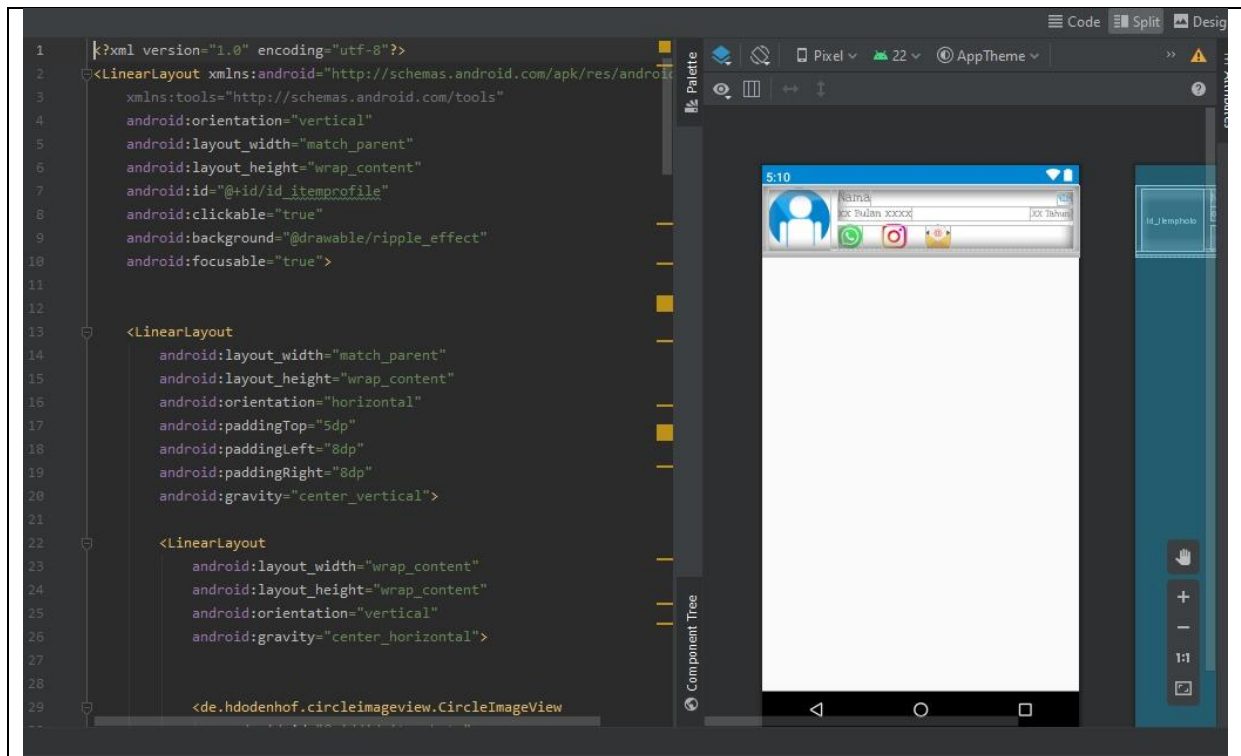 Code Split Desig
1 <?xml version="1.0" encoding="utf-8"?>
2 <LinearLayout xmlns:android="http://schemas.android.com/apk/res/androi
3 xmlns:tools="http://schemas.android.com/tools"
4 android:orientation="vertical"
5 android:layout_width="match_parent"
6 android:layout_height="wrap_content"
7 android:id="@+id/id_itemprofile"
8 android:clickable="true"
9 android:background="@drawable/ripple_effect"
10 android:focusable="true">
11
12
13 <LinearLayout
14 android:layout_width="match_parent"
15 android:layout_height="wrap_content"
16 android:orientation="horizontal"
17 android:paddingTop="5dp"
18 android:paddingLeft="8dp"
19 android:paddingRight="8dp"
20 android:gravity="center_vertical">
21
22 <LinearLayout
23 android:layout_width="wrap_content"
24 android:layout_height="wrap_content"
25 android:orientation="vertical"
26 android:gravity="center_horizontal">
27
28
29 <de.hdodenhof.circleimageview.CircleImageView
Palette
Component Tree
Pixel 22 AppTheme
5:10
Nama
xx Bulan xxxx
XX Tahun
1:1
Attributes